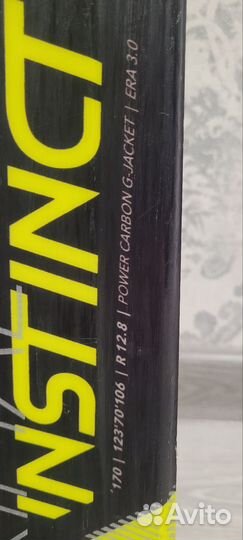 INSTINCT
'170 | 123'70'106 | R 12.8 | POWER CARBON G-JACKET | ERA 3.0
Avito